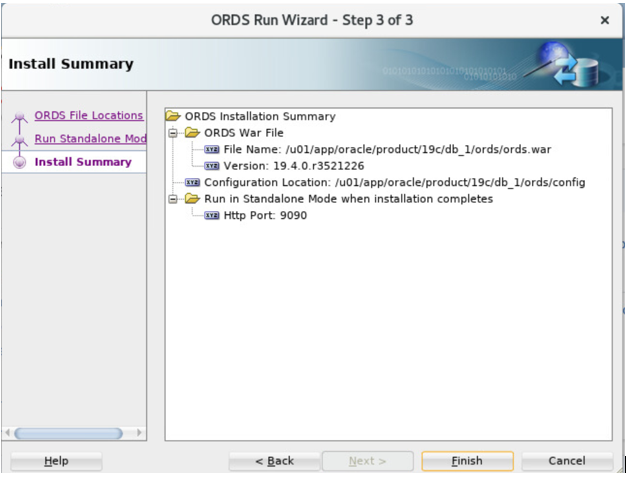 ORDS Run Wizard - Step 3 of 3
Install Summary
ORDS File Locations
Run Standalone Mod
Install Summary
ORDS Installation Summary
ORDS War File
File Name: /u01/app/oracle/product/19c/db_1/ords/ords.war
Version: 19.4.0.r3521226
Configuration Location: /u01/app/oracle/product/19c/db_1/ords/config
Run in Standalone Mode when installation completes
Http Port: 9090
Help
< Back
Next >
Finish
Cancel